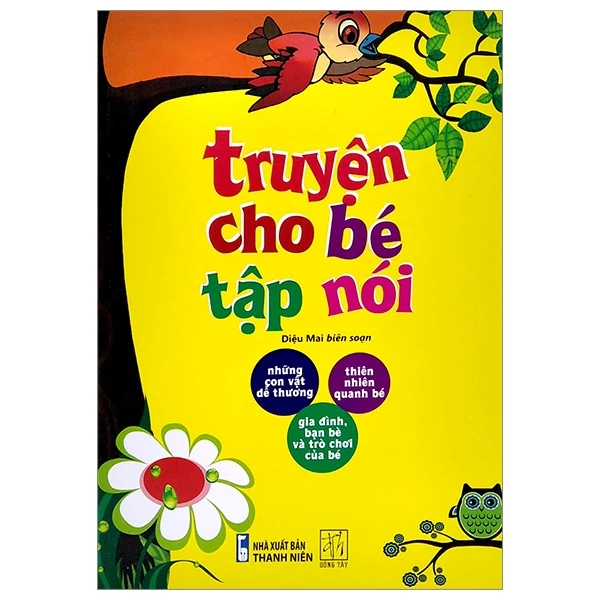 truyện
cho bé
tập nói
Diệu Mai biên soạn
những
con vật
dễ thương
thiên
nhiên
quanh bé
gia đình,
bạn bè
và trò chơi
của bé
NHÀ XUẤT BẢN
THANH NIÊN
ĐÔNG TÂY